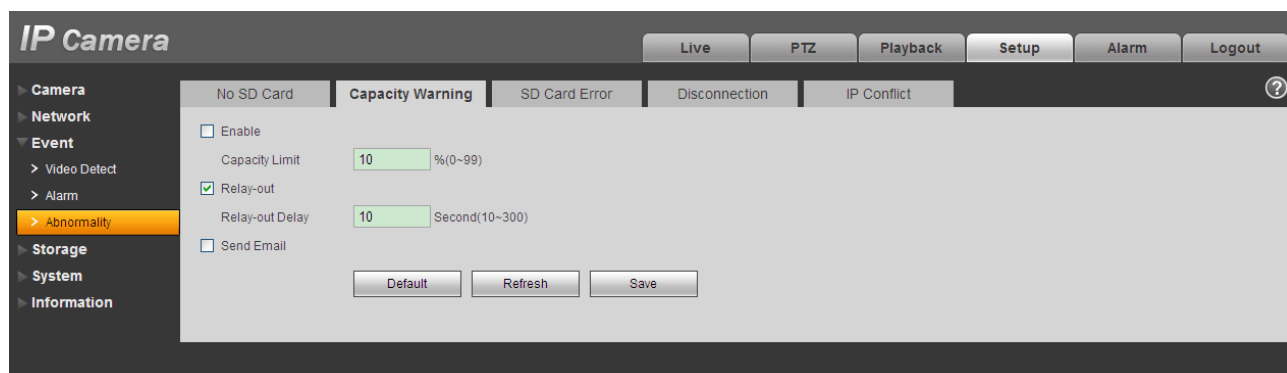 IP Camera
Live PTZ Playback Setup Alarm Logout
Camera
Network
Event
> Video Detect
> Alarm
> Abnormality
Storage
System
Information
No SD Card Capacity Warning SD Card Error Disconnection IP Conflict ?
Enable
Capacity Limit 10 %(0~99)
Relay-out
Relay-out Delay 10 Second(10~300)
Send Email
Default Refresh Save